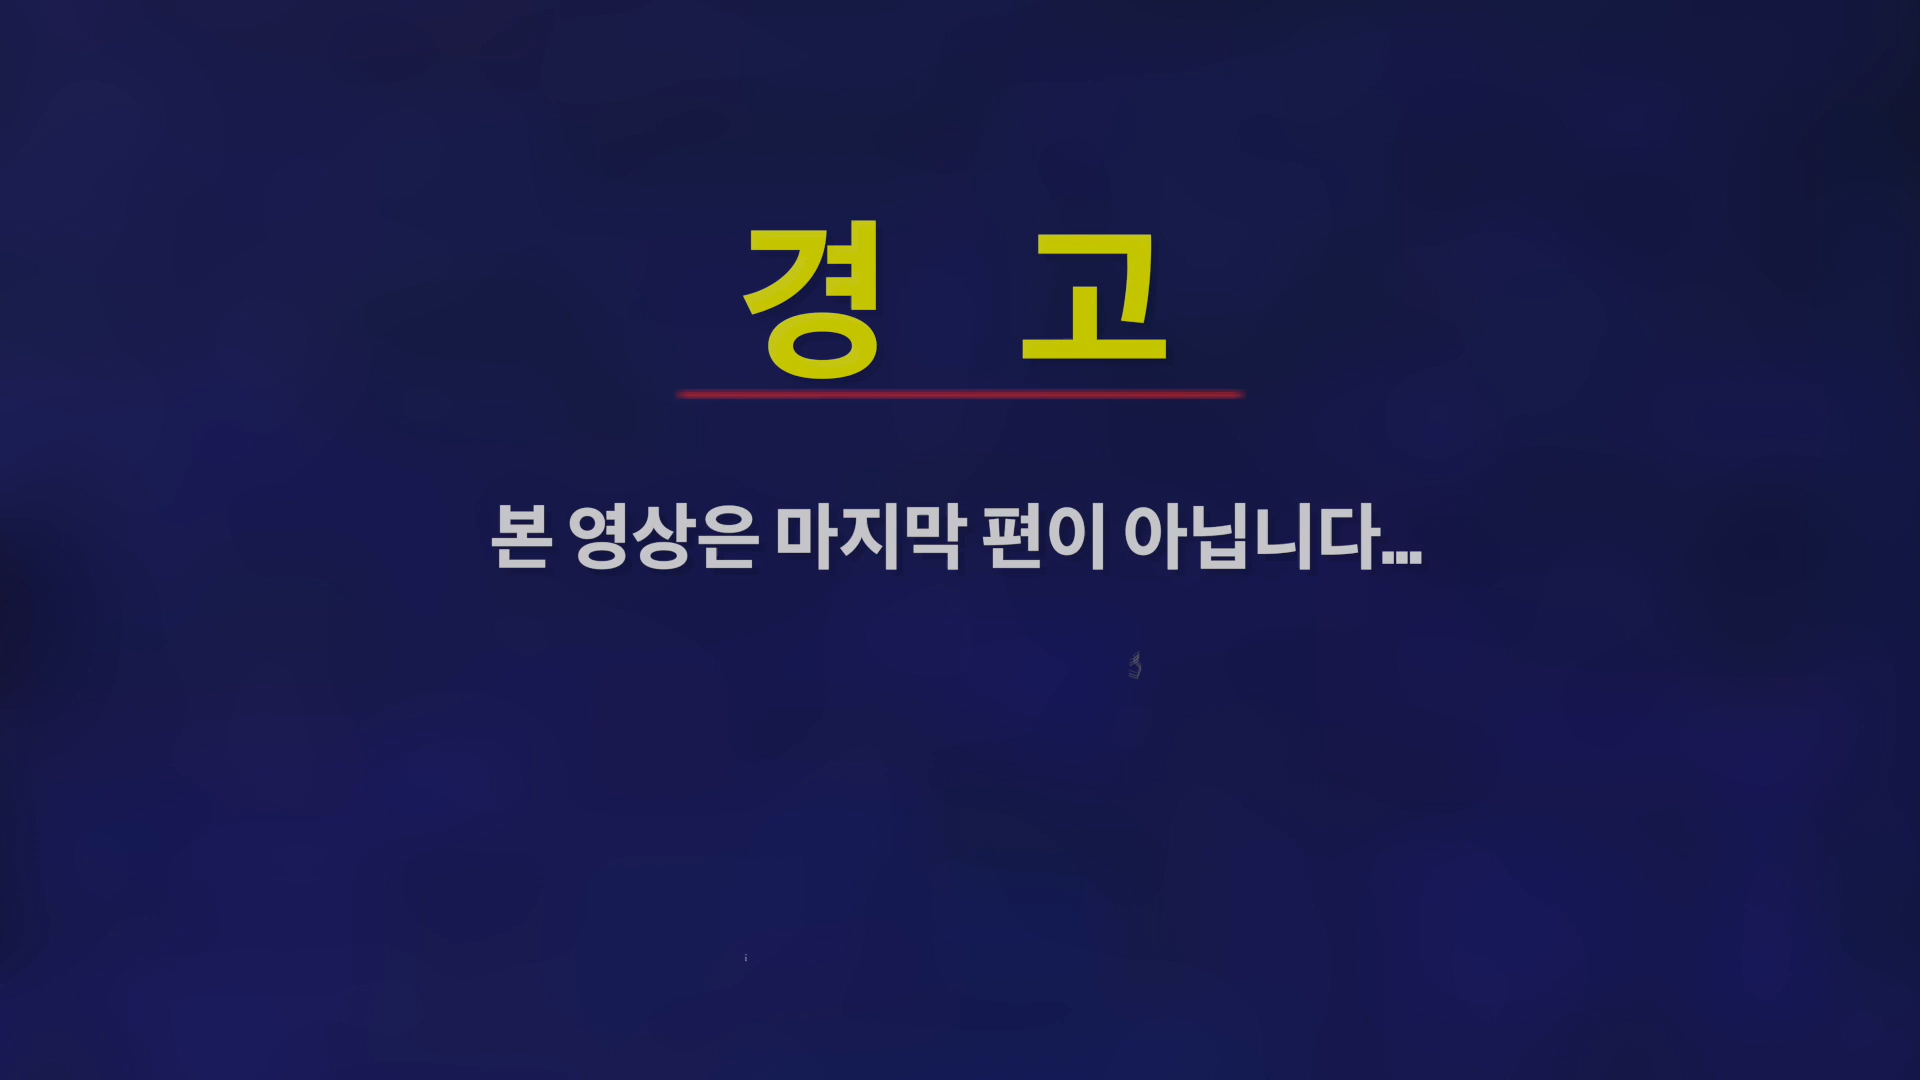 경 고
본 영상은 마지막 편이 아닙니다...